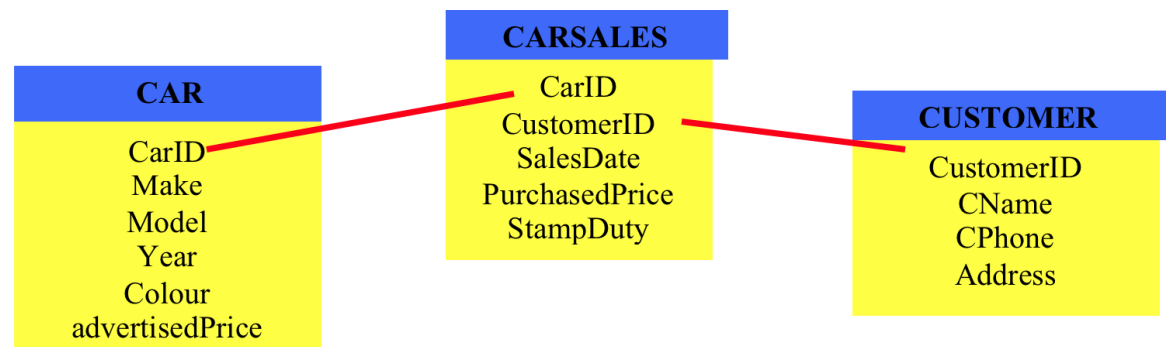 CAR
CarID
Make
Model
Year
Colour
advertisedPrice
CARSALES
CarID
CustomerID
SalesDate
PurchasedPrice
StampDuty
CUSTOMER
CustomerID
CName
CPhone
Address